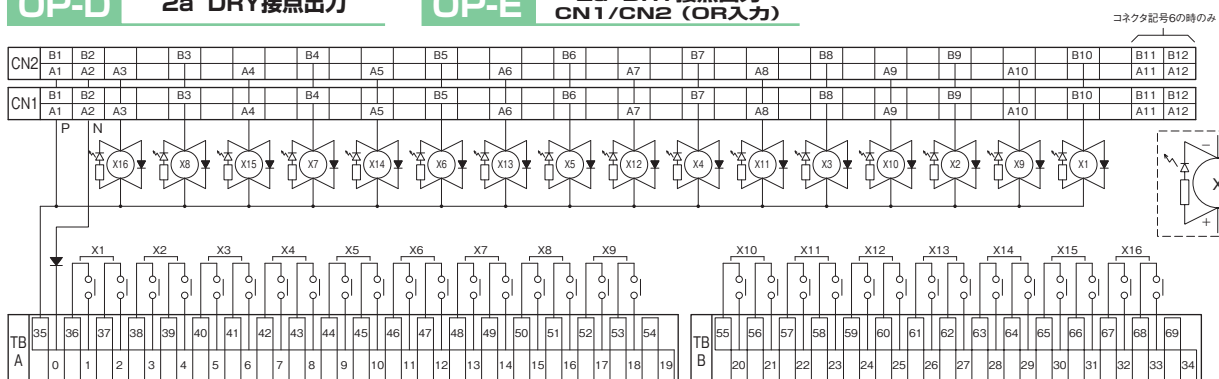 OP-D 2a DRY接点出力 OP-E
CN1/CN2（OR入力）
コネクタ記号6の時のみ
CN2
B1 B2 B3 B4 B5 B6 B7 B8 B9 B10 B11 B12
A1 A2 A3 A4 A5 A6 A7 A8 A9 A10 A11 A12
CN1
B1 B2 B3 B4 B5 B6 B7 B8 B9 B10 B11 B12
A1 A2 A3 A4 A5 A6 A7 A8 A9 A10 A11 A12
P N
X16 X8 X15 X7 X14 X6 X13 X5 X12 X4 X11 X3 X10 X2 X9 X1
−
X
+
X1 X2 X3 X4 X5 X6 X7 X8 X9 X10 X11 X12 X13 X14 X15 X16
TB A
35 36 37 38 39 40 41 42 43 44 45 46 47 48 49 50 51 52 53 54
0 1 2 3 4 5 6 7 8 9 10 11 12 13 14 15 16 17 18 19
TB B
55 56 57 58 59 60 61 62 63 64 65 66 67 68 69
20 21 22 23 24 25 26 27 28 29 30 31 32 33 34